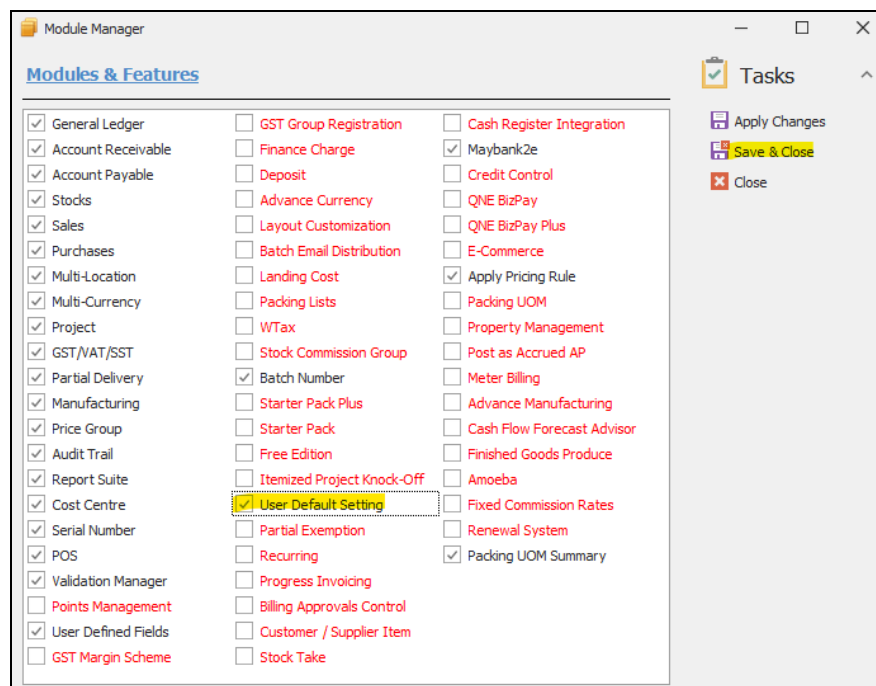 Module Manager
Modules & Features
General Ledger
Account Receivable
Account Payable
Stocks
Sales
Purchases
Multi-Location
Multi-Currency
Project
GST/VAT/SST
Partial Delivery
Manufacturing
Price Group
Audit Trail
Report Suite
Cost Centre
Serial Number
POS
Validation Manager
Points Management
User Defined Fields
GST Margin Scheme
GST Group Registration
Finance Charge
Deposit
Advance Currency
Layout Customization
Batch Email Distribution
Landing Cost
Packing Lists
WTax
Stock Commission Group
Batch Number
Starter Pack Plus
Starter Pack
Free Edition
Itemized Project Knock-Off
User Default Setting
Partial Exemption
Recurring
Progress Invoicing
Billing Approvals Control
Customer / Supplier Item
Stock Take
Cash Register Integration
Maybank2e
Credit Control
QNE BizPay
QNE BizPay Plus
E-Commerce
Apply Pricing Rule
Packing UOM
Property Management
Post as Accrued AP
Meter Billing
Advance Manufacturing
Cash Flow Forecast Advisor
Finished Goods Produce
Amoeba
Fixed Commission Rates
Renewal System
Packing UOM Summary
Tasks
Apply Changes
Save & Close
Close